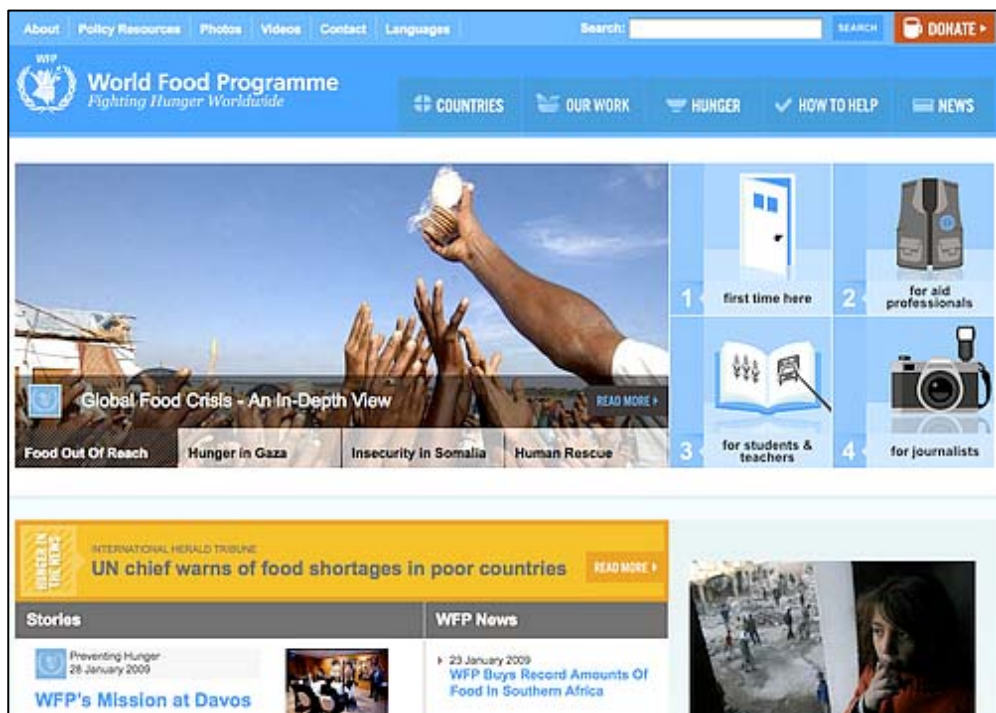 About Policy Resources Photos Videos Contact Languages Search: SEARCH DONATE
WFP
World Food Programme
Fighting Hunger Worldwide
COUNTRIES OUR WORK HUNGER HOW TO HELP NEWS
1 first time here
2 for aid
professionals
Global Food Crisis - An In-Depth View READ MORE
Food Out Of Reach Hunger in Gaza Insecurity in Somalia Human Rescue
3 for students &
teachers
4 for journalists
HUNGER IN
THE NEWS
INTERNATIONAL HERALD TRIBUNE
UN chief warns of food shortages in poor countries READ MORE
Stories
Preventing Hunger
28 January 2009
WFP's Mission at Davos
WFP News
23 January 2009
WFP Buys Record Amounts Of
Food In Southern Africa